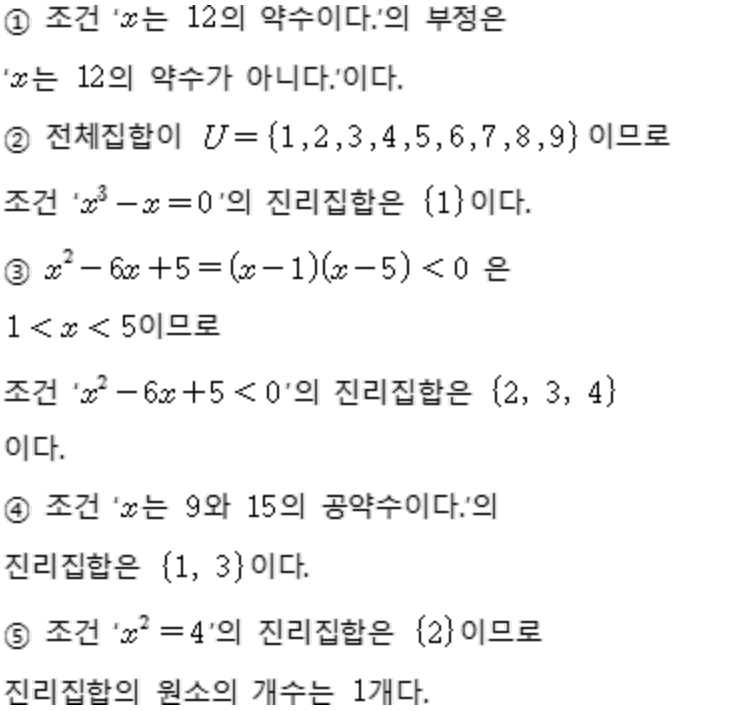 ① 조건 '$x$는 12의 약수이다.'의 부정은
'$x$는 12의 약수가 아니다.'이다.
② 전체집합이 $U=\{1,2,3,4,5,6,7,8,9\}$ 이므로
조건 '$x^3-x=0$'의 진리집합은 $\{1\}$이다.
③ $x^2-6x+5=(x-1)(x-5)<0$ 은
$1<x<5$이므로
조건 '$x^2-6x+5<0$'의 진리집합은 $\{2, 3, 4\}$
이다.
④ 조건 '$x$는 9와 15의 공약수이다.'의
진리집합은 $\{1, 3\}$이다.
⑤ 조건 '$x^2=4$'의 진리집합은 $\{2\}$이므로
진리집합의 원소의 개수는 1개다.